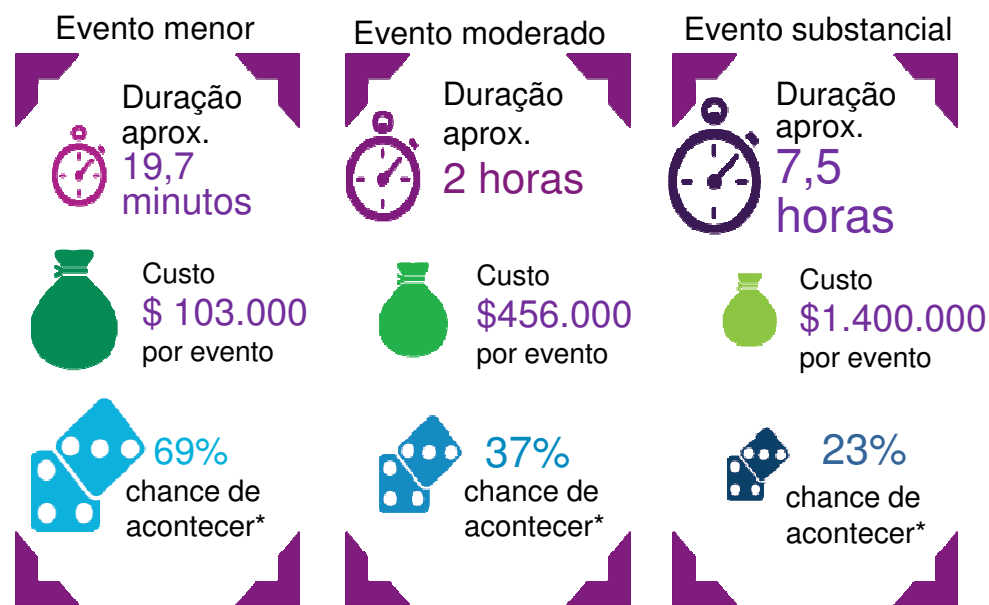 Evento menor
Duração
aprox.
19,7
minutos
Custo
$ 103.000
por evento
69%
chance de
acontecer*
Evento moderado
Duração
aprox.
2 horas
Custo
$456.000
por evento
37%
chance de
acontecer*
Evento substancial
Duração
aprox.
7,5
horas
Custo
$1.400.000
por evento
23%
chance de
acontecer*